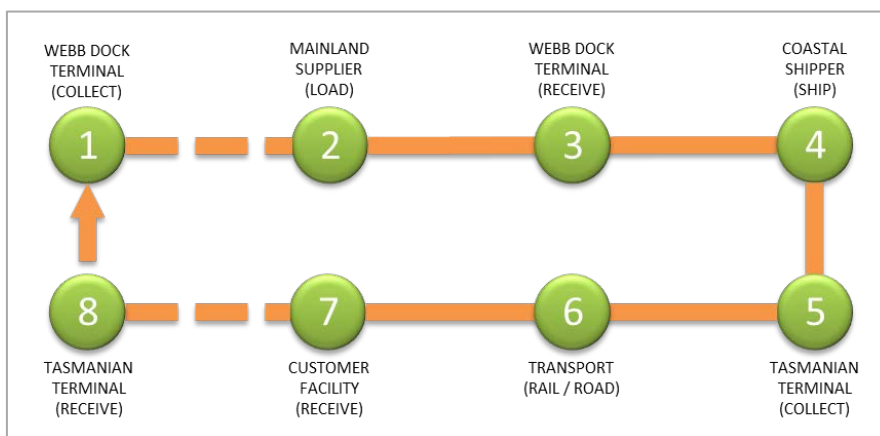 WEBB DOCK
TERMINAL
(COLLECT)
MAINLAND
SUPPLIER
(LOAD)
WEBB DOCK
TERMINAL
(RECEIVE)
COASTAL
SHIPPER
(SHIP)
1
2
3
4
8
7
6
5
TASMANIAN
TERMINAL
(RECEIVE)
CUSTOMER
FACILITY
(RECEIVE)
TRANSPORT
(RAIL / ROAD)
TASMANIAN
TERMINAL
(COLLECT)